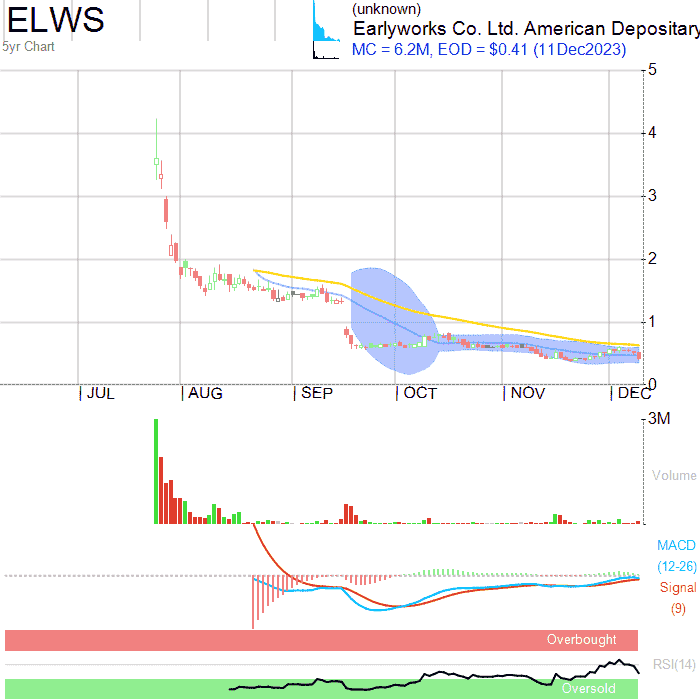 ELWS
5yr Chart
(unknown)
Earlyworks Co. Ltd. American Depositary
MC = 6.2M, EOD = $0.41 (11Dec2023)
5
4
3
2
1
0
JUL
AUG
SEP
OCT
NOV
DEC
3M
Volume
MACD
(12-26)
Signal
(9)
Overbought
RSI(14)
Oversold